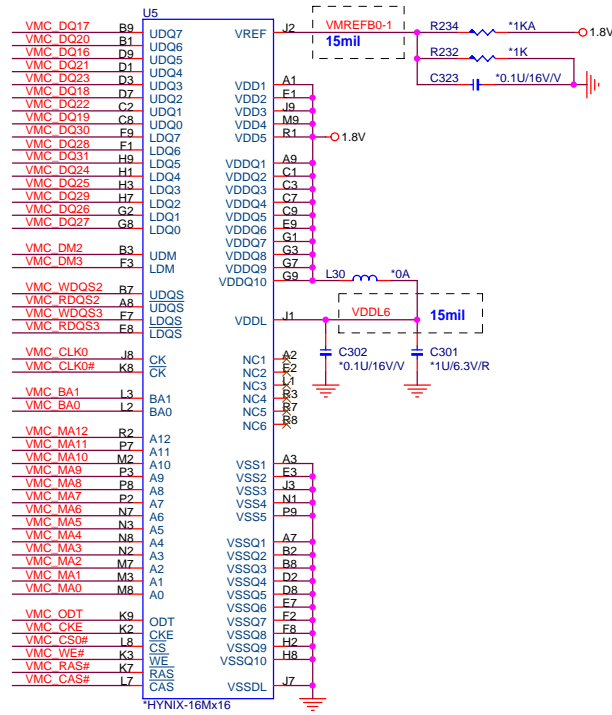 U5
VMC_DQ17 B9 UDQ7
VMC_DQ20 B1 UDQ6
VMC_DQ16 D9 UDQ5
VMC_DQ21 D1 UDQ4
VMC_DQ23 D3 UDQ3
VMC_DQ18 D7 UDQ2
VMC_DQ22 C2 UDQ1
VMC_DQ19 C8 UDQ0
VMC_DQ30 F9 LDQ7
VMC_DQ28 F1 LDQ6
VMC_DQ31 H9 LDQ5
VMC_DQ24 H1 LDQ4
VMC_DQ25 H3 LDQ3
VMC_DQ29 H7 LDQ2
VMC_DQ26 G2 LDQ1
VMC_DQ27 G8 LDQ0
VMC_DM2 B3 UDM
VMC_DM3 F3 LDM
VMC_WDQS2 B7 UDQS
VMC_RDQS2 A8 UDQS
VMC_WDQS3 F7 LDQS
VMC_RDQS3 E8 LDQS
VMC_CLK0 J8 CK
VMC_CLK0# K8 CK
VMC_BA1 L3 BA1
VMC_BA0 L2 BA0
VMC_MA12 R2 A12
VMC_MA11 P7 A11
VMC_MA10 M2 A10
VMC_MA9 P3 A9
VMC_MA8 P8 A8
VMC_MA7 P2 A7
VMC_MA6 N7 A6
VMC_MA5 N3 A5
VMC_MA4 N8 A4
VMC_MA3 N2 A3
VMC_MA2 M7 A2
VMC_MA1 M3 A1
VMC_MA0 M8 A0
VMC_ODT K9 ODT
VMC_CKE K2 CKE
VMC_CS0# L8 CS
VMC_WE# K3 WE
VMC_RAS# K7 RAS
VMC_CAS# L7 CAS
*HYNIX-16Mx16
VREF J2
VDD1 A1
VDD2 E1
VDD3 J9
VDD4 M9
VDD5 R1
VDDQ1 A9
VDDQ2 C1
VDDQ3 C3
VDDQ4 C7
VDDQ5 C9
VDDQ6 E9
VDDQ7 G1
VDDQ8 G3
VDDQ9 G7
VDDQ10 G9
VDDL J1
NC1 A2
NC2 E2
NC3 L1
NC4 R3
NC5 R7
NC6 R8
VSS1 A3
VSS2 E3
VSS3 J3
VSS4 N1
VSS5 P9
VSSQ1 A7
VSSQ2 B2
VSSQ3 B8
VSSQ4 D2
VSSQ5 D8
VSSQ6 E7
VSSQ7 F2
VSSQ8 F8
VSSQ9 H2
VSSQ10 H8
VSSDL J7
VMREFB0-1
15mil
R234 *1KA
1.8V
R232 *1K
C323 *0.1U/16V/V
1.8V
L30 *0A
VDDL6 15mil
C302
*0.1U/16V/V
C301
*1U/6.3V/R